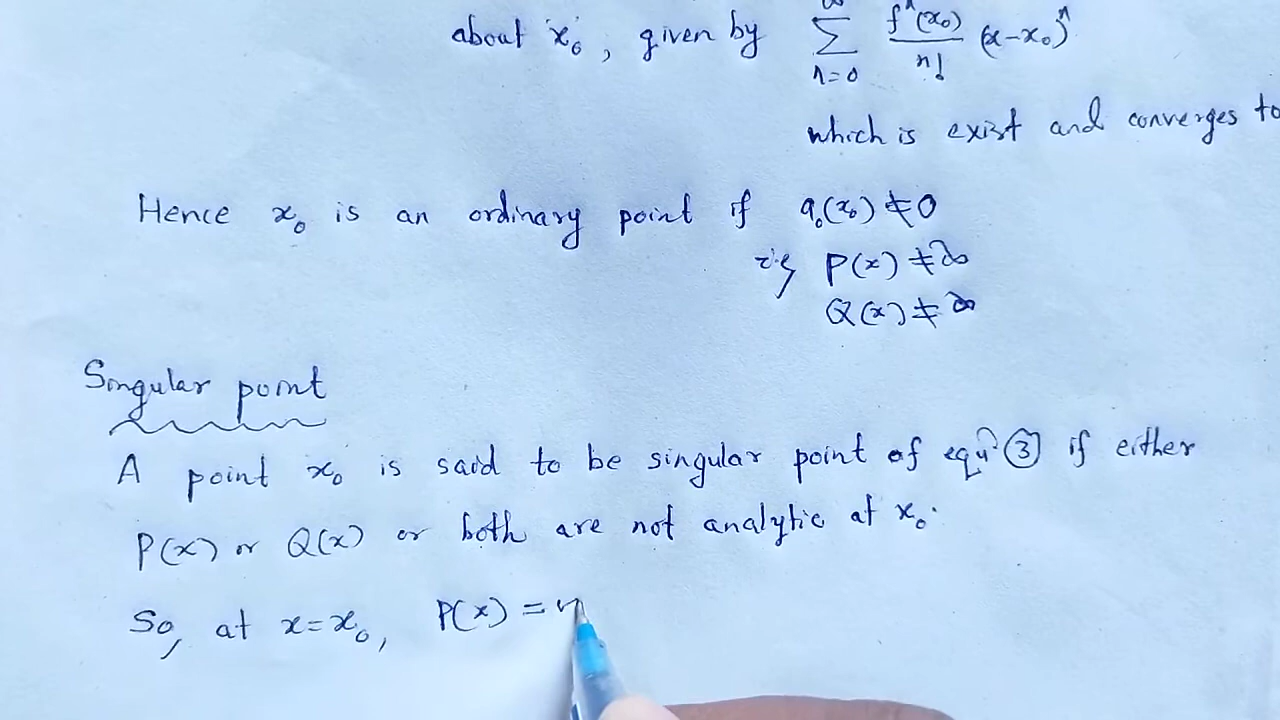 about x₀, given by ∑ n=0 ∞ fⁿ(x₀)/n! (x-x₀)ⁿ
which is exist and converges to
Hence x₀ is an ordinary point if a₀(x₀) ≠ 0
i.e, P(x) ≠ ∞
Q(x) ≠ ∞
Singular point
A point x₀ is said to be singular point of equⁿ ③ if either
P(x) or Q(x) or both are not analytic at x₀.
So, at x=x₀, P(x) =